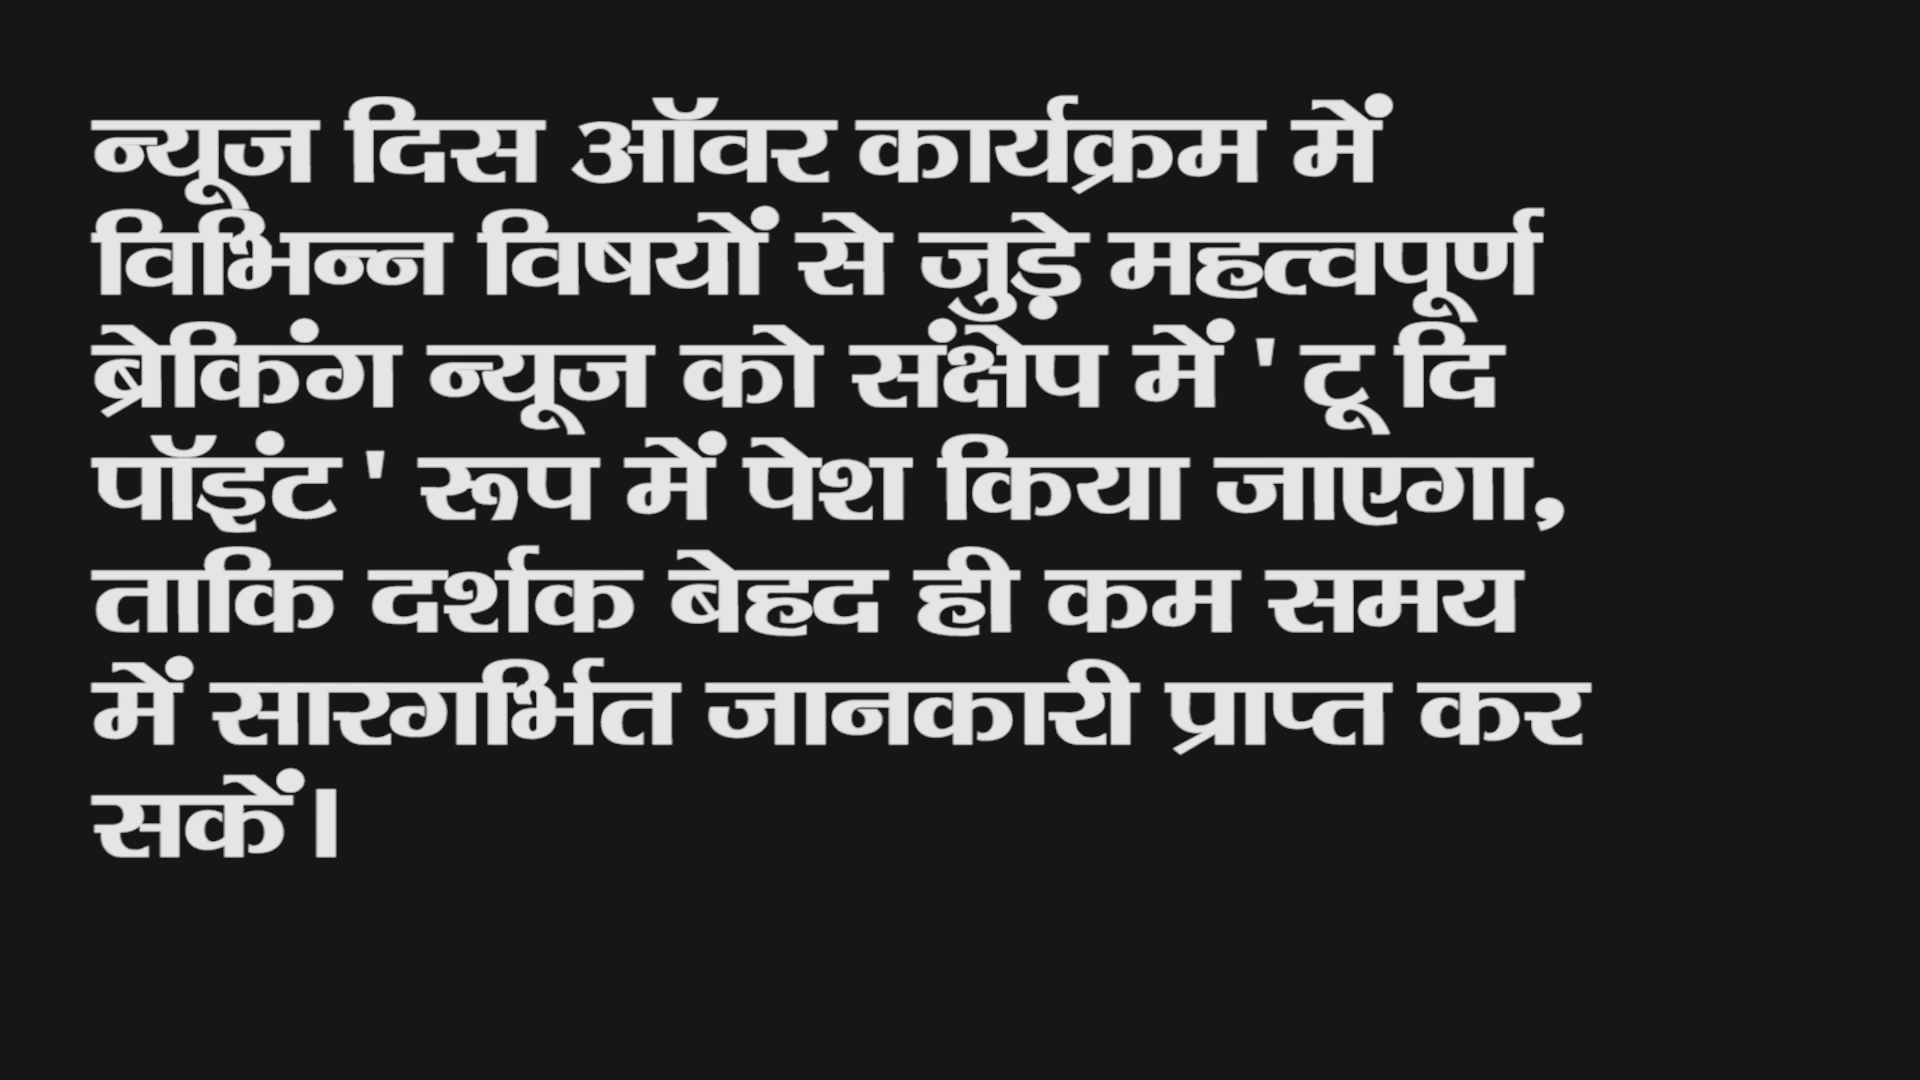 न्यूज दिस ऑवर कार्यक्रम में
विभिन्न विषयों से जुड़े महत्वपूर्ण
ब्रेकिंग न्यूज को संक्षेप में ' टू दि
पॉइंट ' रूप में पेश किया जाएगा,
ताकि दर्शक बेहद ही कम समय
में सारगर्भित जानकारी प्राप्त कर
सकें।